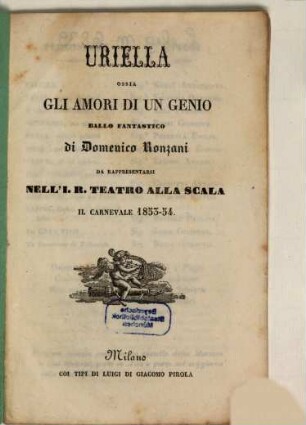 URIELLA
OSSIA
GLI AMORI DI UN GENIO
BALLO FANTASTICO
di Domenico Ronzani
DA RAPPRESENTARSI
NELL'I. R. TEATRO ALLA SCALA
IL CARNEVALE 1853-54.
Milano
COI TIPI DI LUIGI DI GIACOMO PIROLA